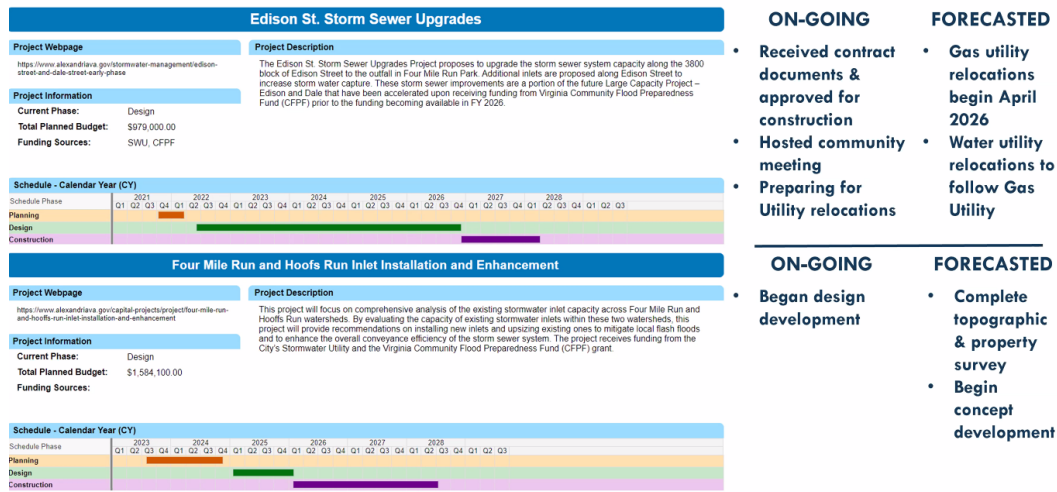 Edison St. Storm Sewer Upgrades
Project Webpage
https://www.alexandriava.gov/stormwater-management/edison-
street-and-dale-street-early-phase
Project Information
Current Phase: Design
Total Planned Budget: $979,000.00
Funding Sources: SWU, CFPF
Project Description
The Edison St. Storm Sewer Upgrades Project proposes to upgrade the storm sewer system capacity along the 3800
block of Edison Street to the outfall in Four Mile Run Park. Additional inlets are proposed along Edison Street to
increase storm water capture. These storm sewer improvements are a portion of the future Large Capacity Project –
Edison and Dale that have been accelerated upon receiving funding from Virginia Community Flood Preparedness
Fund (CFPF) prior to the funding becoming available in FY 2026.
Schedule - Calendar Year (CY)
Schedule Phase
2021 2022 2023 2024 2025 2026 2027 2028
Q1 Q2 Q3 Q4 Q1 Q2 Q3 Q4 Q1 Q2 Q3 Q4 Q1 Q2 Q3 Q4 Q1 Q2 Q3 Q4 Q1 Q2 Q3 Q4 Q1 Q2 Q3 Q4 Q1 Q2 Q3
Planning
Design
Construction
ON-GOING
• Received contract
documents &
approved for
construction
• Hosted community
meeting
• Preparing for
Utility relocations
FORECASTED
• Gas utility
relocations
begin April
2026
• Water utility
relocations to
follow Gas
Utility
Four Mile Run and Hoofs Run Inlet Installation and Enhancement
Project Webpage
https://www.alexandriava.gov/capital-projects/project/four-mile-run-
and-hooffs-run-inlet-installation-and-enhancement
Project Information
Current Phase: Design
Total Planned Budget: $1,584,100.00
Funding Sources:
Project Description
This project will focus on comprehensive analysis of the existing stormwater inlet capacity across Four Mile Run and
Hooffs Run watersheds. By evaluating the capacity of existing stormwater inlets within these two watersheds, this
project will provide recommendations on installing new inlets and upsizing existing ones to mitigate local flash floods
and to enhance the overall conveyance efficiency of the storm sewer system. The project receives funding from the
City's Stormwater Utility and the Virginia Community Flood Preparedness Fund (CFPF) grant.
Schedule - Calendar Year (CY)
Schedule Phase
2023 2024 2025 2026 2027 2028
Q1 Q2 Q3 Q4 Q1 Q2 Q3 Q4 Q1 Q2 Q3 Q4 Q1 Q2 Q3 Q4 Q1 Q2 Q3 Q4 Q1 Q2 Q3 Q4 Q1 Q2 Q3
Planning
Design
Construction
ON-GOING
• Began design
development
FORECASTED
• Complete
topographic
& property
survey
• Begin
concept
development